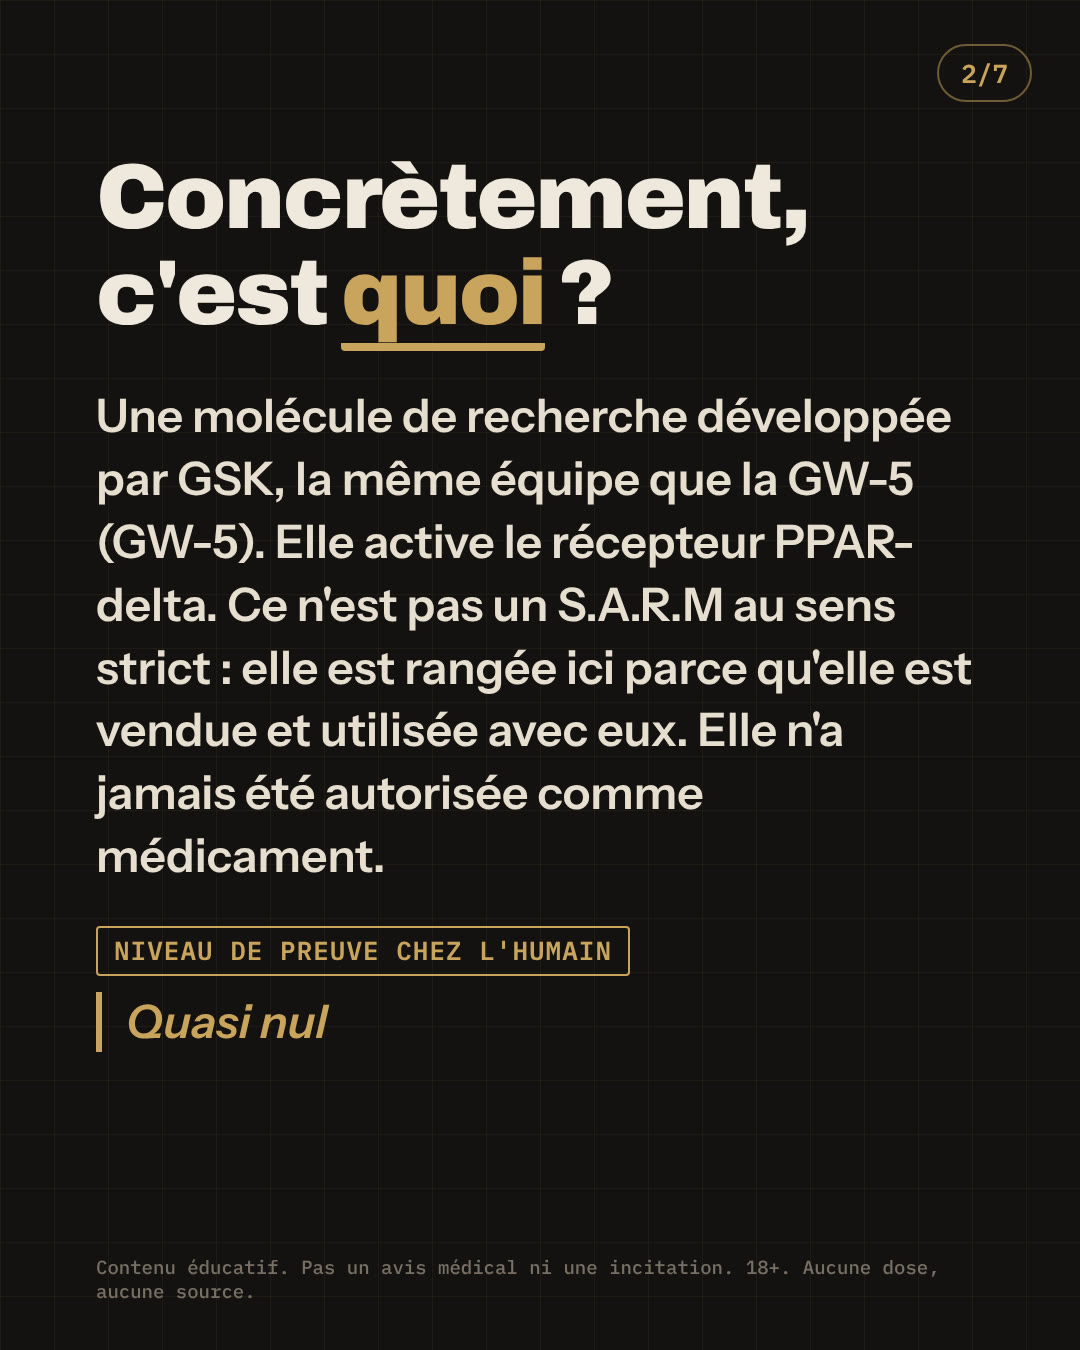 2/7
Concrètement,
c'est quoi ?
Une molécule de recherche développée
par GSK, la même équipe que la GW-5
(GW-5). Elle active le récepteur PPAR-
delta. Ce n'est pas un S.A.R.M au sens
strict : elle est rangée ici parce qu'elle est
vendue et utilisée avec eux. Elle n'a
jamais été autorisée comme
médicament.
NIVEAU DE PREUVE CHEZ L'HUMAIN
Quasi nul
Contenu éducatif. Pas un avis médical ni une incitation. 18+. Aucune dose,
aucune source.